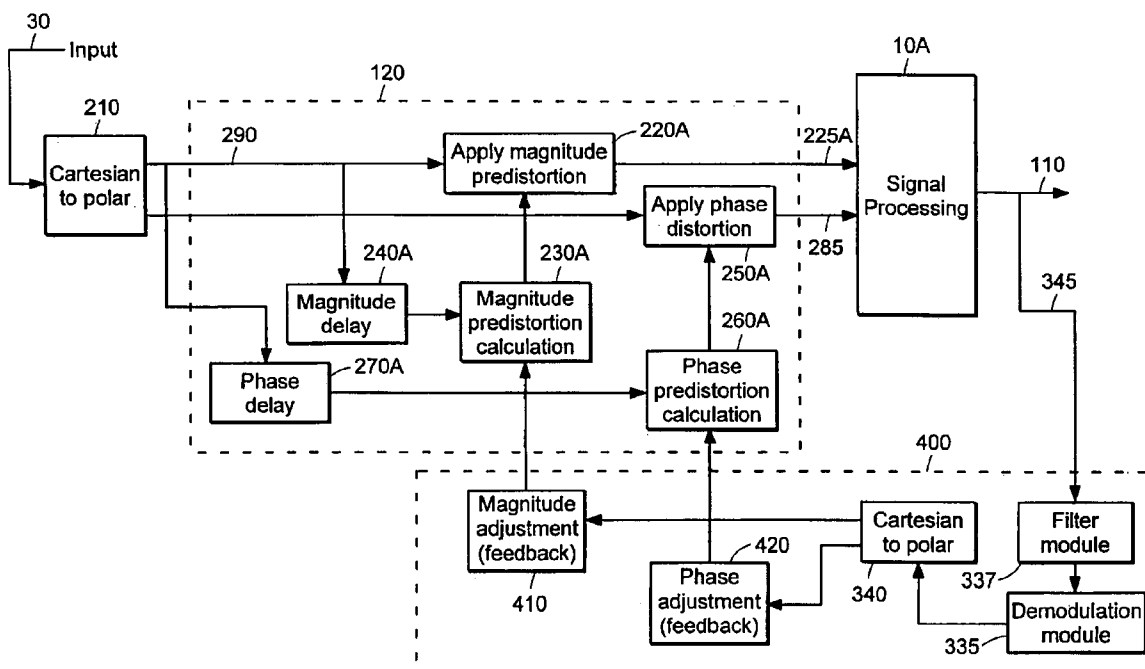 30
Input
10A
120
210
290
220A
225A
110
Cartesian
to polar
Apply magnitude
predistortion
Signal
Processing
Apply phase
distortion
285
240A
230A
250A
345
Magnitude
delay
Magnitude
predistortion
calculation
260A
270A
Phase
delay
Phase
predistortion
calculation
400
Magnitude
adjustment
(feedback)
Cartesian
to polar
Filter
module
420
410
Phase
adjustment
(feedback)
340
337
Demodulation
module
335